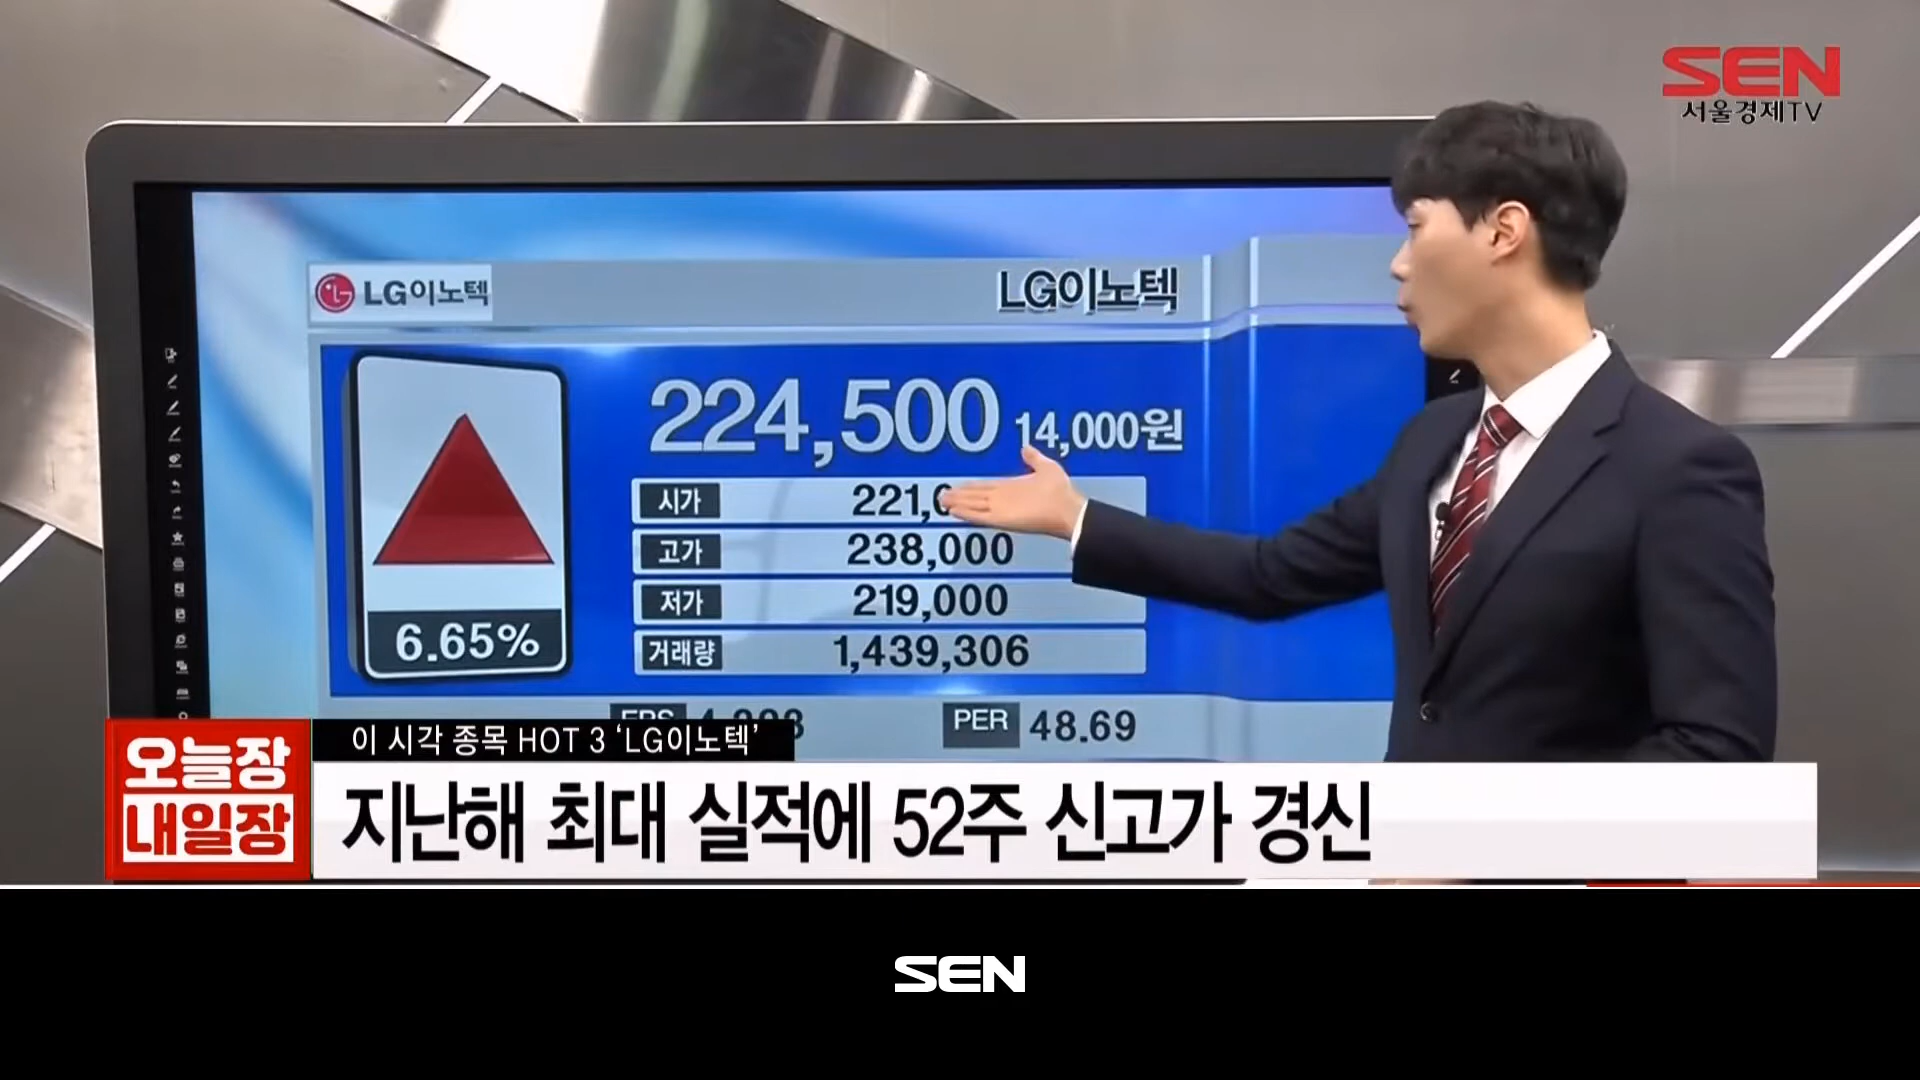 SEN
서울경제TV
LG이노텍
LG이노텍
224,500 14,000원
시가
고가 238,000
저가 219,000
거래량 1,439,306
6.65%
PER 48.69
이 시각 종목 HOT 3 ‘LG이노텍’
오늘장
내일장
지난해 최대 실적에 52주 신고가 경신
SEN